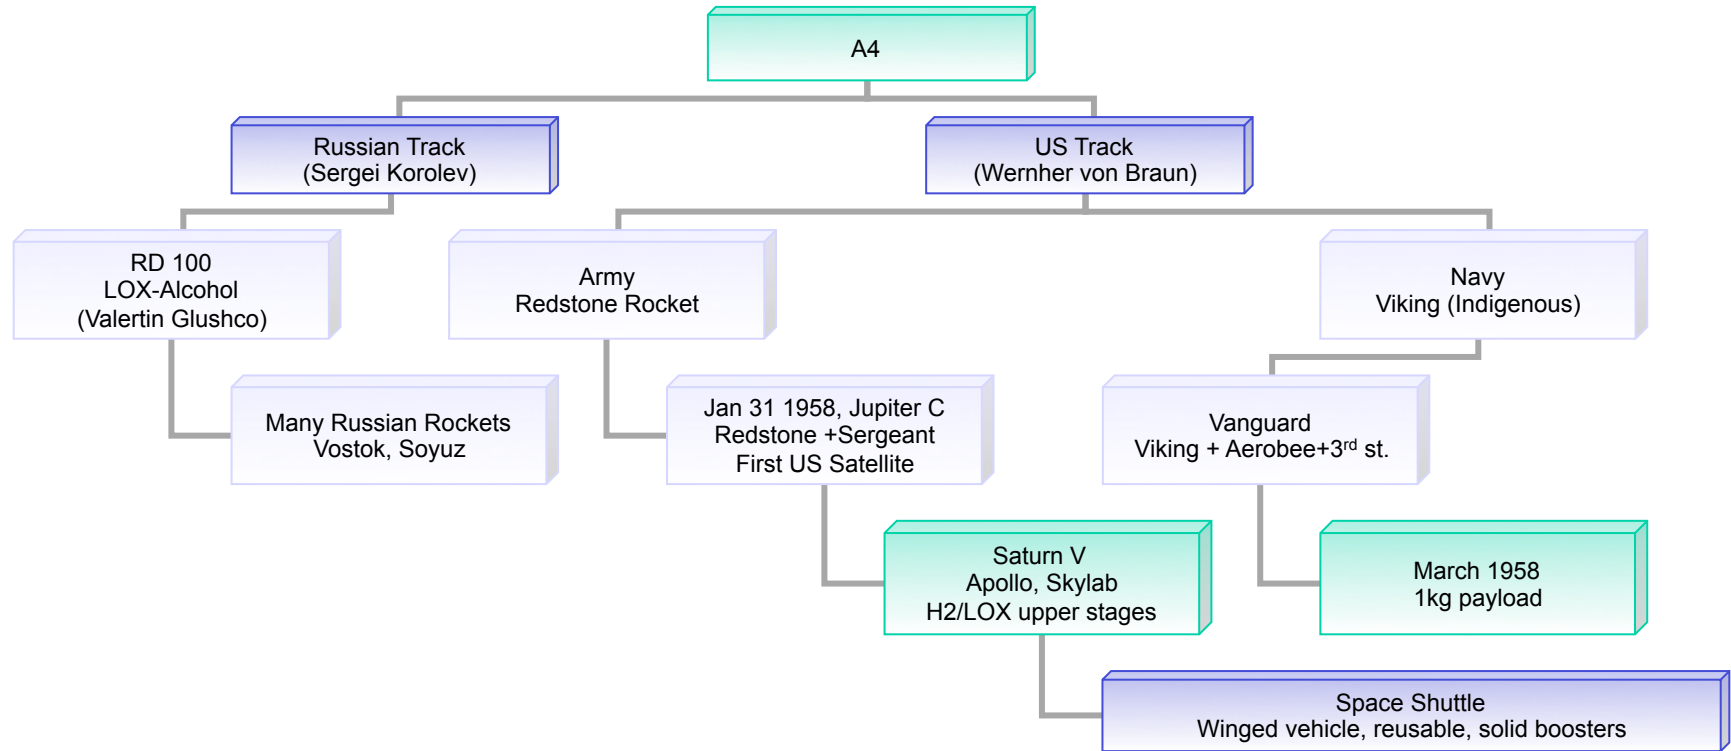 A4
Russian Track
(Sergei Korolev)
US Track
(Wernher von Braun)
RD 100
LOX-Alcohol
(Valertin Glushco)
Army
Redstone Rocket
Navy
Viking (Indigenous)
Many Russian Rockets
Vostok, Soyuz
Jan 31 1958, Jupiter C
Redstone +Sergeant
First US Satellite
Vanguard
Viking + Aerobee+3rd st.
Saturn V
Apollo, Skylab
H2/LOX upper stages
March 1958
1kg payload
Space Shuttle
Winged vehicle, reusable, solid boosters